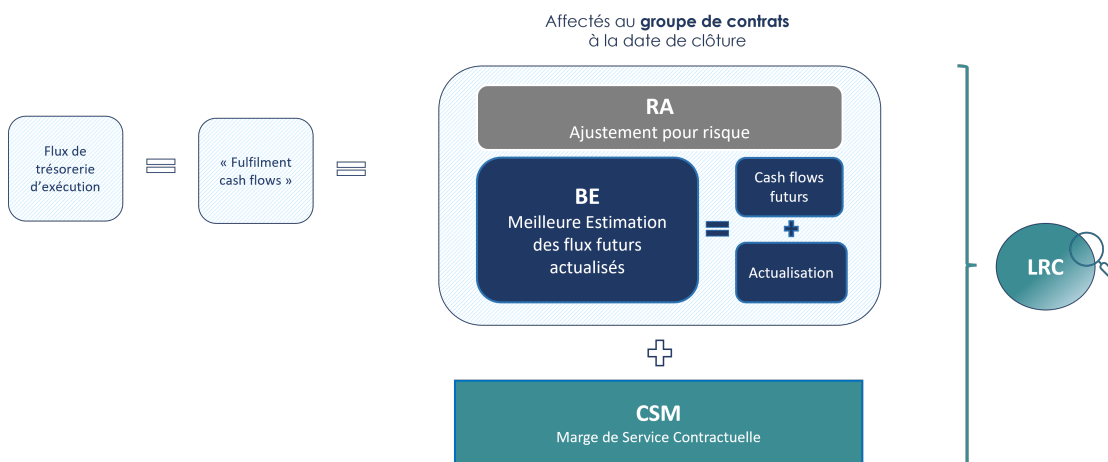 Affectés au groupe de contrats
à la date de clôture
RA
Ajustement pour risque
Flux de
trésorerie
d'exécution
« Fulfilment
cash flows »
BE
Meilleure Estimation
des flux futurs
actualisés
Cash flows
futurs
Actualisation
LRC
CSM
Marge de Service Contractuelle